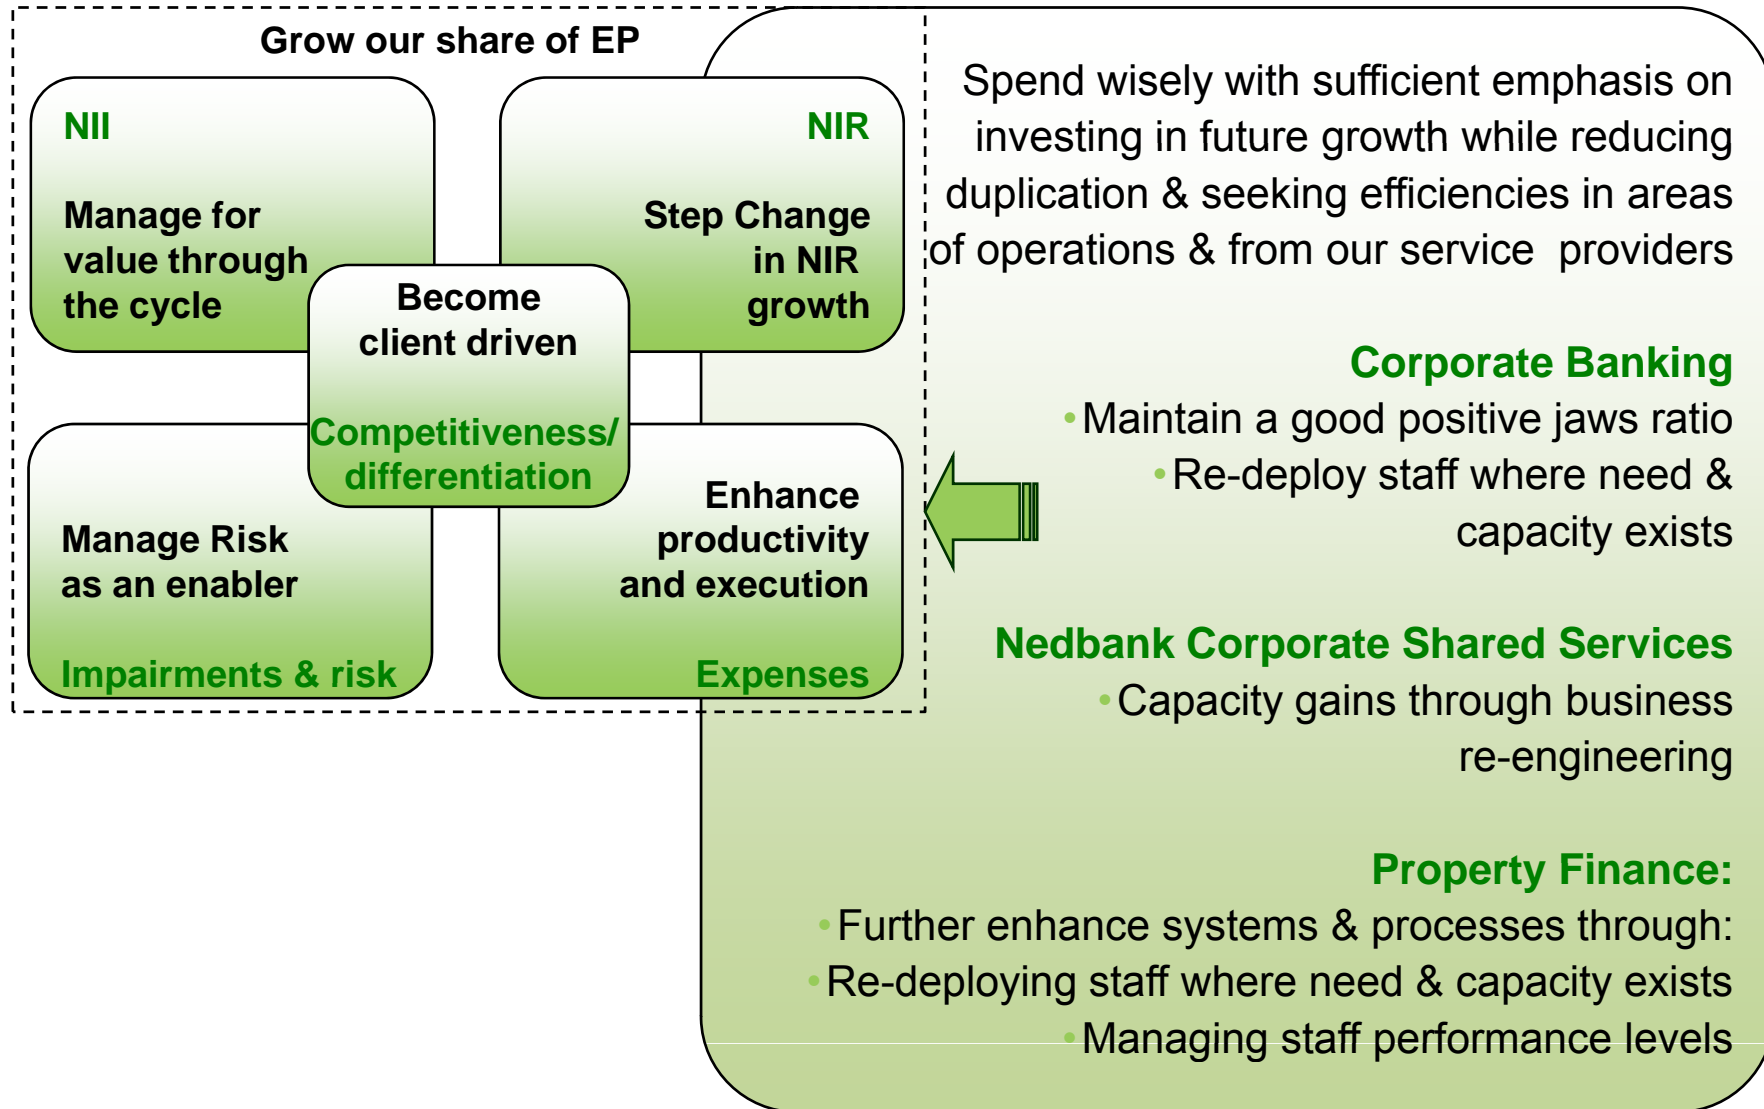 Grow our share of EP
NII
Manage for
value through
the cycle
NIR
Step Change
in NIR
growth
Become
client driven
Competitiveness/
differentiation
Manage Risk
as an enabler
Impairments & risk
Enhance
productivity
and execution
Expenses
Spend wisely with sufficient emphasis on
investing in future growth while reducing
duplication & seeking efficiencies in areas
of operations & from our service providers
Corporate Banking
•Maintain a good positive jaws ratio
•Re-deploy staff where need &
capacity exists
Nedbank Corporate Shared Services
•Capacity gains through business
re-engineering
Property Finance:
•Further enhance systems & processes through:
•Re-deploying staff where need & capacity exists
•Managing staff performance levels